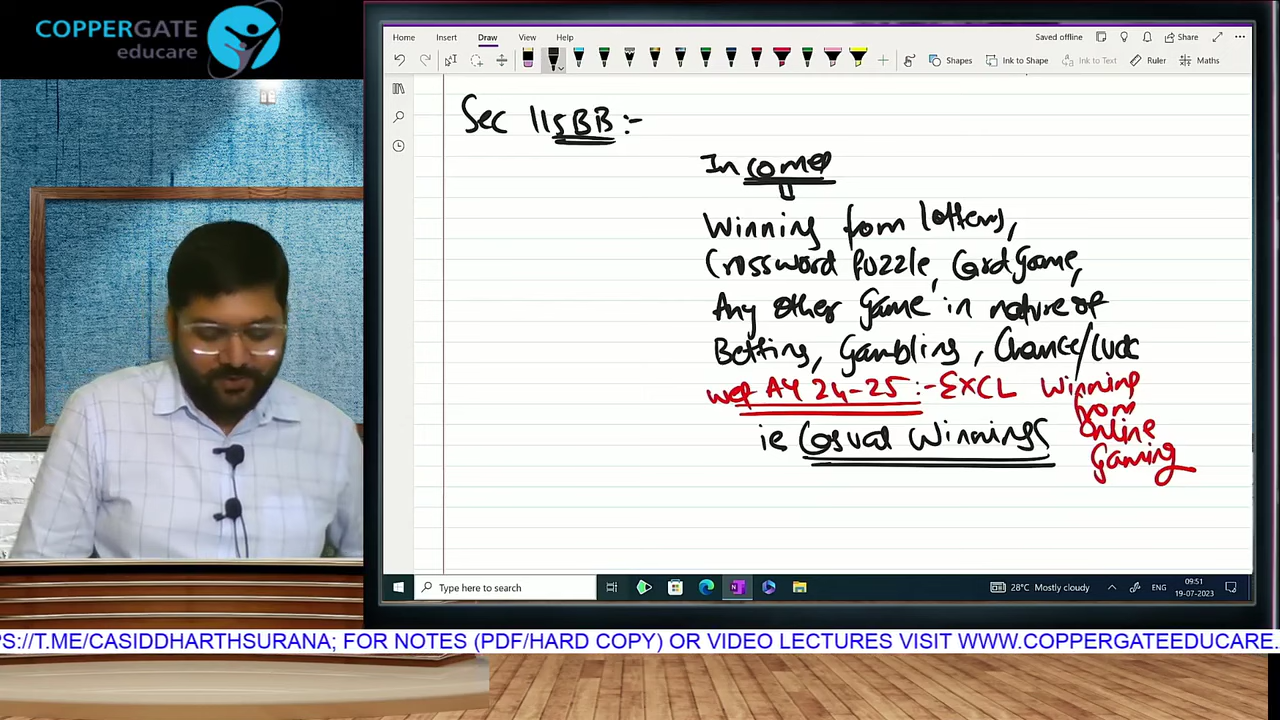 COPPERGATE
educare
Home Insert Draw View Help
Saved offline
Share
Shapes
Ink to Shape
Ink to Text
Ruler
Maths
Sec 115BB:-
Income
Winning from lottery,
Crossword Puzzle, Card Game,
Any other Game in nature of
Betting, Gambling, Chance/Luck
wef AY 24-25:- EXCL Winning
from
Online
Gaming
ie Casual Winnings
Type here to search
28°C Mostly cloudy
ENG
09:51
19-07-2023
S://T.ME/CASIDDHARTHSURANA; FOR NOTES (PDF/HARD COPY) OR VIDEO LECTURES VISIT WWW.COPPERGATEEDUCARE.